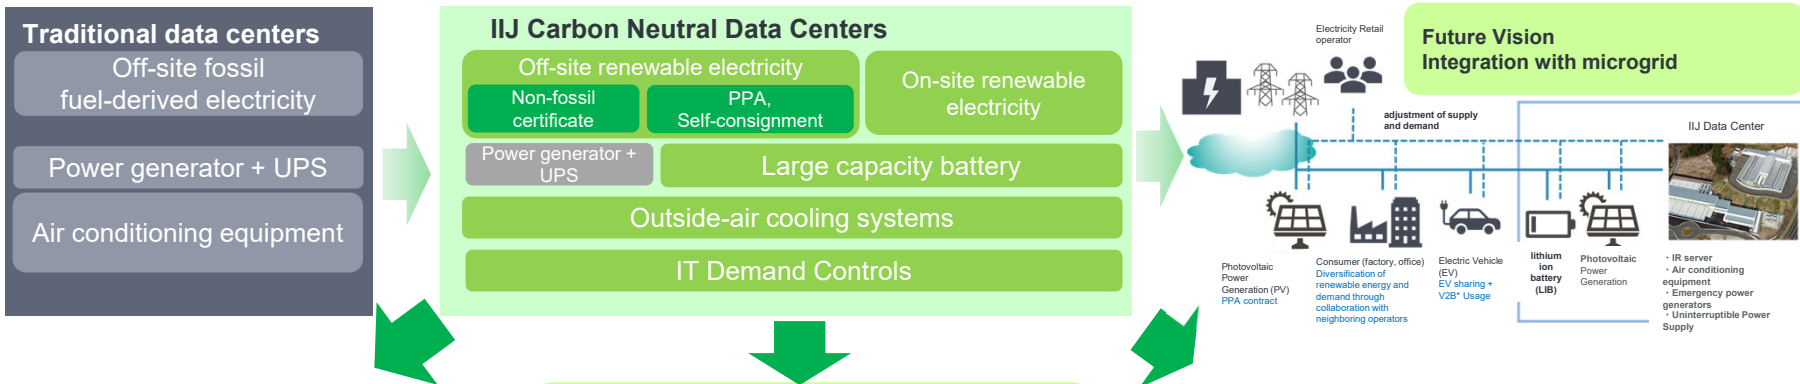 Traditional data centers
Off-site fossil
fuel-derived electricity
Power generator + UPS
Air conditioning equipment
IIJ Carbon Neutral Data Centers
Off-site renewable electricity
Non-fossil
certificate
PPA,
Self-consignment
On-site renewable
electricity
Power generator +
UPS
Large capacity battery
Outside-air cooling systems
IT Demand Controls
Future Vision
Integration with microgrid
Electricity Retail
operator
adjustment of supply
and demand
IIJ Data Center
Photovoltaic
Power
Generation (PV)
PPA contract
Consumer (factory, office)
Diversification of
renewable energy and
demand through
collaboration with
neighboring operators
Electric Vehicle
(EV)
EV sharing +
V2B* Usage
lithium
ion
battery
(LIB)
Photovoltaic
Power
Generation
・IR server
・Air conditioning
equipment
・Emergency power
generators
・Uninterruptible Power
Supply